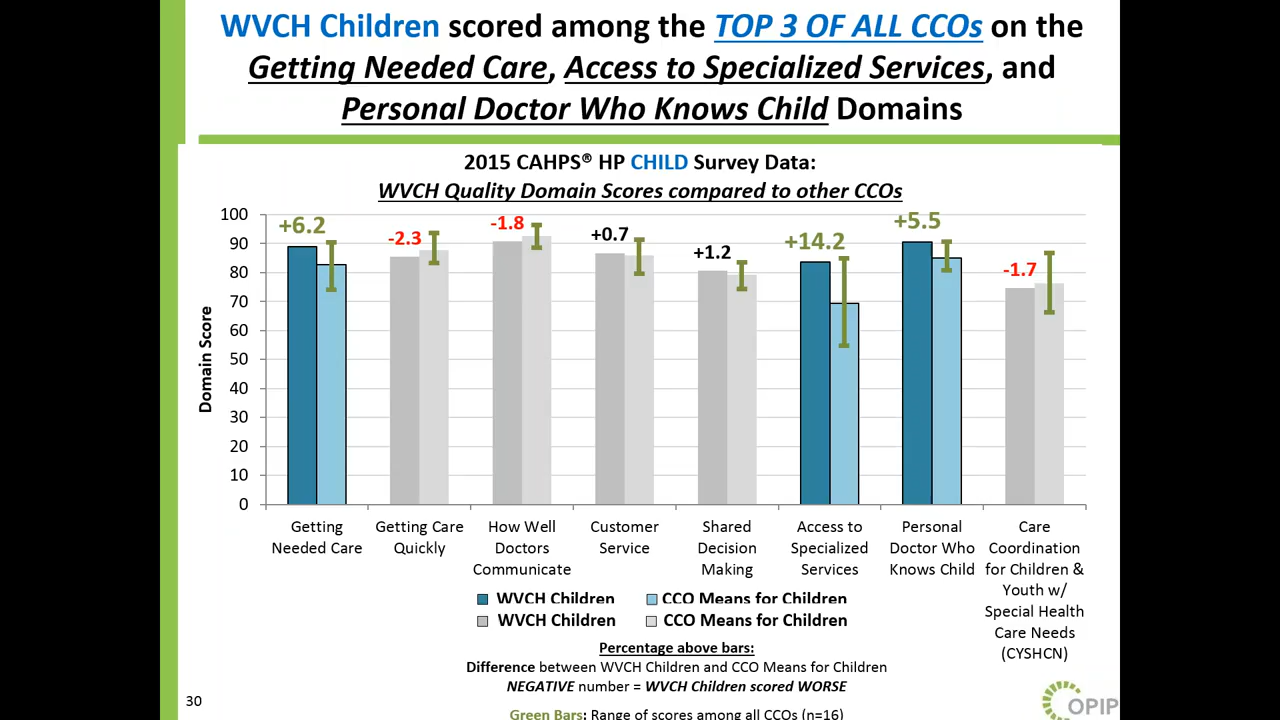 WVCH Children scored among the TOP 3 OF ALL CCOs on the
Getting Needed Care, Access to Specialized Services, and
Personal Doctor Who Knows Child Domains
2015 CAHPS® HP CHILD Survey Data:
WVCH Quality Domain Scores compared to other CCOs
Domain Score
100
90
80
70
60
50
40
30
20
10
0
+6.2
-2.3
-1.8
+0.7
+1.2
+14.2
+5.5
-1.7
Getting
Needed Care
Getting Care
Quickly
How Well
Doctors
Communicate
Customer
Service
Shared
Decision
Making
Access to
Specialized
Services
Personal
Doctor Who
Knows Child
Care
Coordination
for Children &
Youth w/
Special Health
Care Needs
(CYSHCN)
WVCH Children CCO Means for Children
WVCH Children CCO Means for Children
Percentage above bars:
Difference between WVCH Children and CCO Means for Children
NEGATIVE number = WVCH Children scored WORSE
Green Bars: Range of scores among all CCOs (n=16)
30
OPIP